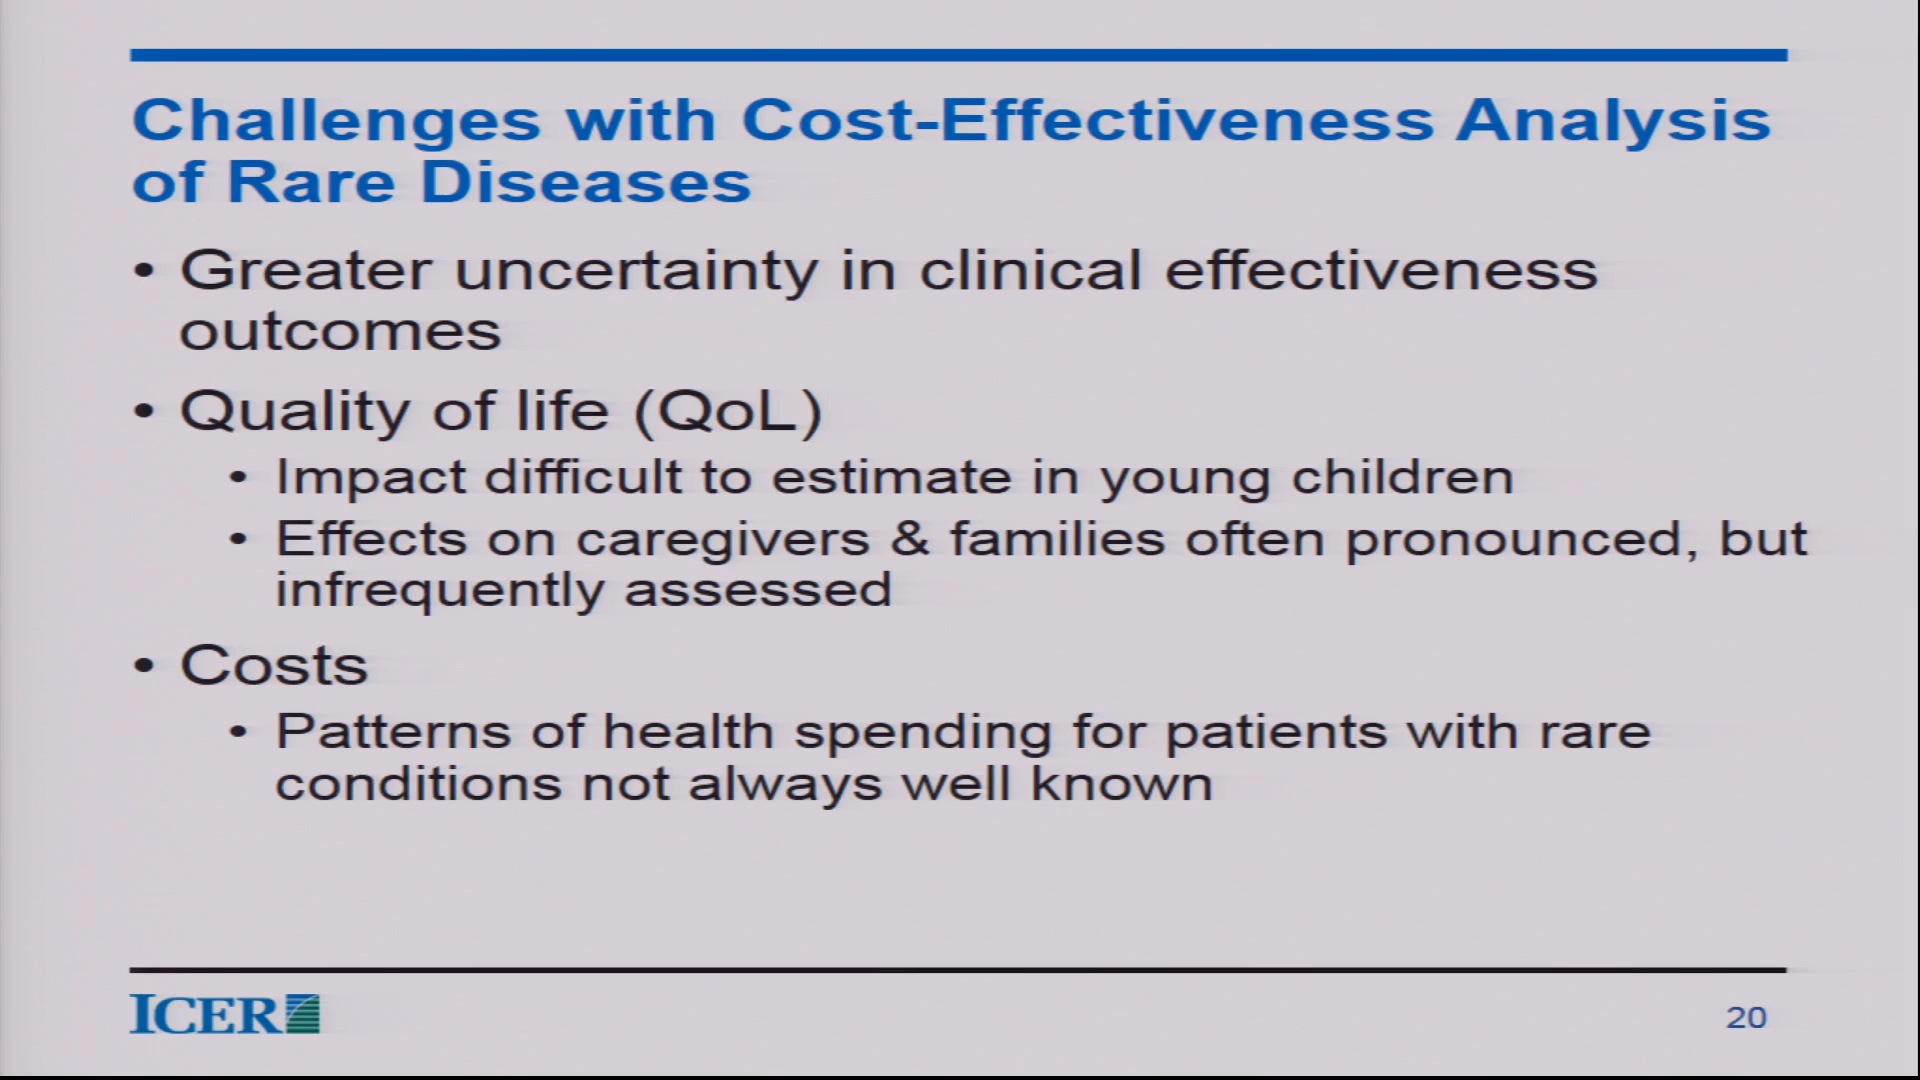 Challenges with Cost-Effectiveness Analysis
of Rare Diseases
• Greater uncertainty in clinical effectiveness
outcomes
• Quality of life (QoL)
• Impact difficult to estimate in young children
• Effects on caregivers & families often pronounced, but
infrequently assessed
• Costs
• Patterns of health spending for patients with rare
conditions not always well known
ICER
20